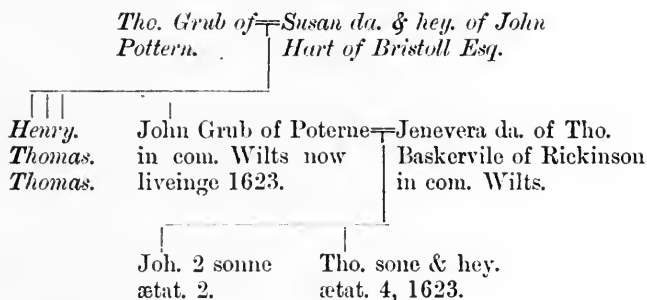 Tho. Grub of Susan da. & hey. of John
Pottern. Hart of Bristoll Esq.
Henry. John Grub of Poterne Jenevera da. of Tho.
Thomas. in com. Wilts now Baskervile of Rickinson
Thomas. liveinge 1623. in com. Wilts.
Joh. 2 sonne Tho. sone & hey.
ætat. 2. ætat. 4, 1623.